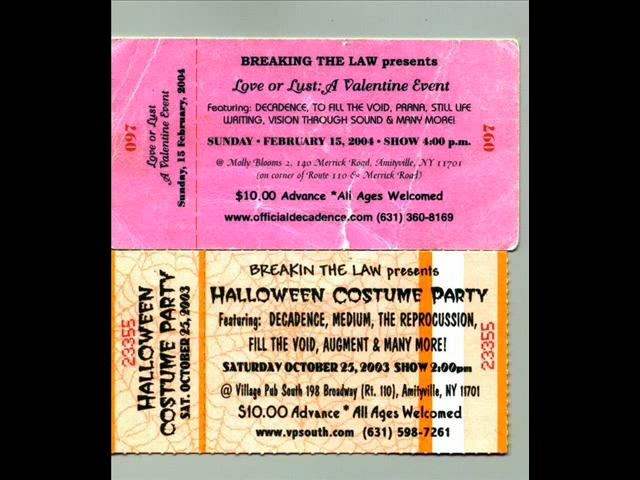 097
Love or Lust
A Valentine Event
Sunday, 15 February, 2004
BREAKING THE LAW presents
Love or Lust: A Valentine Event
Featuring: DECADENCE, TO FILL THE VOID, PRANA, STILL LIFE
WAITING, VISION THROUGH SOUND & MANY MORE!
SUNDAY • FEBRUARY 15, 2004 • SHOW 4:00 p.m.
@ Molly Blooms 2, 140 Merrick Road, Amityville, NY 11701
(on corner of Route 110 & Merrick Road)
$10.00 Advance *All Ages Welcomed
www.officialdecadence.com (631) 360-8169
097
23355
HALLOWEEN
COSTUME PARTY
SAT. OCTOBER 25, 2003
BREAKIN THE LAW presents
HALLOWEEN COSTUME PARTY
Featuring: DECADENCE, MEDIUM, THE REPROCUSSION,
FILL THE VOID, AUGMENT & MANY MORE!
SATURDAY OCTOBER 25, 2003 SHOW 2:00pm
@ Village Pub South 198 Broadway (Rt. 110), Amityville, NY 11701
$10.00 Advance * All Ages Welcomed
www.vpsouth.com (631) 598-7261
23355